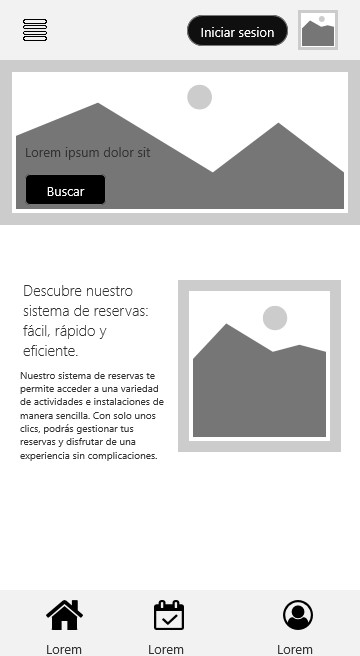 Iniciar sesion
Lorem ipsum dolor sit
Buscar
Descubre nuestro
sistema de reservas:
fácil, rápido y
eficiente.
Nuestro sistema de reservas te
permite acceder a una variedad
de actividades e instalaciones de
manera sencilla. Con solo unos
clics, podrás gestionar tus
reservas y disfrutar de una
experiencia sin complicaciones.
Lorem
Lorem
Lorem